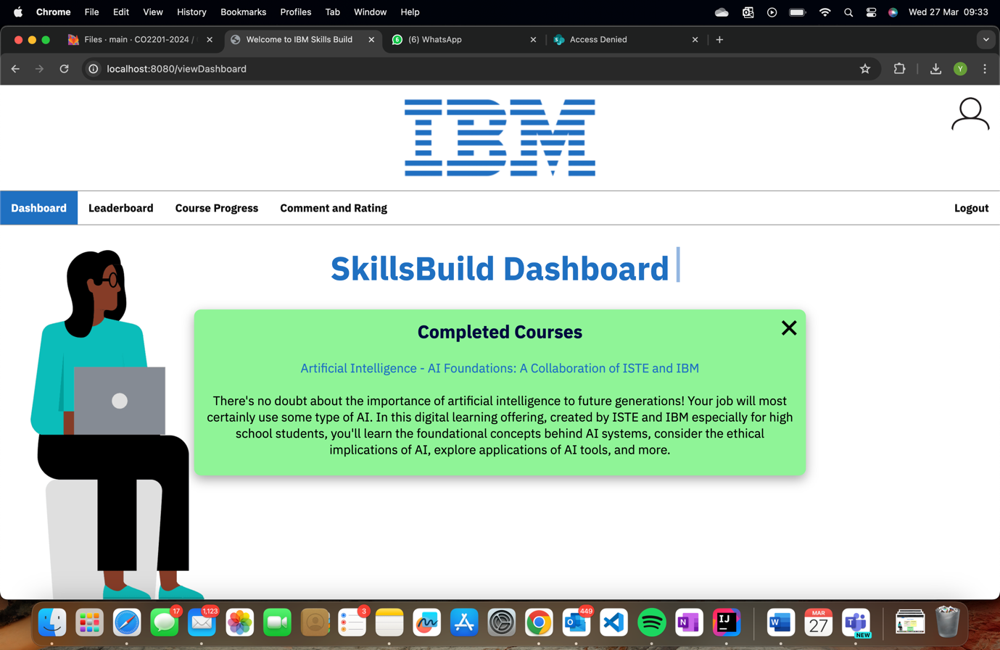 Chrome File Edit View History Bookmarks Profiles Tab Window Help Wed 27 Mar 09:33
Files · main · CO2201-2024 / Welcome to IBM Skills Build 6 (6) WhatsApp S Access Denied
localhost:8080/viewDashboard Y
IBM
Dashboard Leaderboard Course Progress Comment and Rating Logout
SkillsBuild Dashboard
Completed Courses
Artificial Intelligence - AI Foundations: A Collaboration of ISTE and IBM
There's no doubt about the importance of artificial intelligence to future generations! Your job will most
certainly use some type of AI. In this digital learning offering, created by ISTE and IBM especially for high
school students, you'll learn the foundational concepts behind AI systems, consider the ethical
implications of AI, explore applications of AI tools, and more.
17 1,123 3 449 O N IJ W MAR 27 T NEW